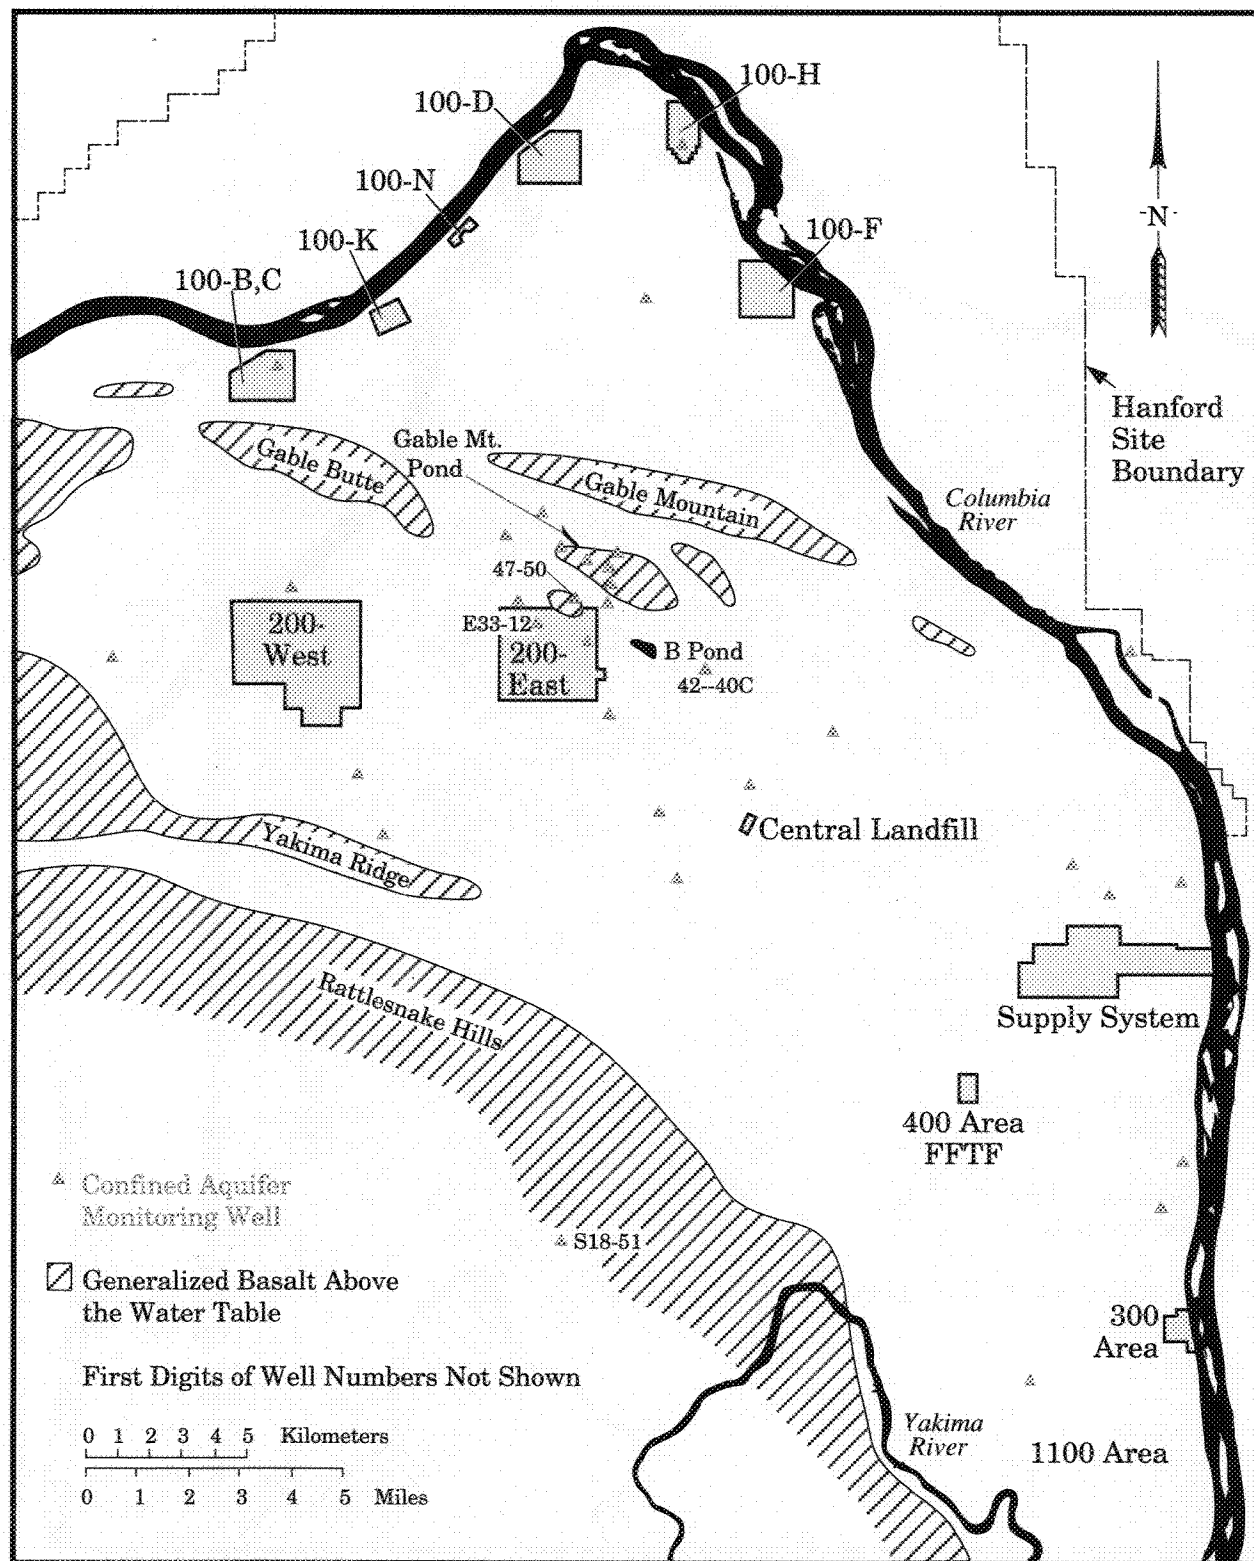 100-H
100-D
100-N
100-K
100-F
100-B,C
-N-
Hanford
Site
Boundary
Gable Mt.
Pond
Gable Butte
Gable Mountain
Columbia
River
47-50
E33-12
200-
West
200-
East
B Pond
42--40C
Central Landfill
Yakima Ridge
Rattlesnake Hills
Supply System
400 Area
FFTF
Confined Aquifer
Monitoring Well
S18-51
Generalized Basalt Above
the Water Table
300
Area
First Digits of Well Numbers Not Shown
Yakima
River
1100 Area
0 1 2 3 4 5 Kilometers
0 1 2 3 4 5 Miles